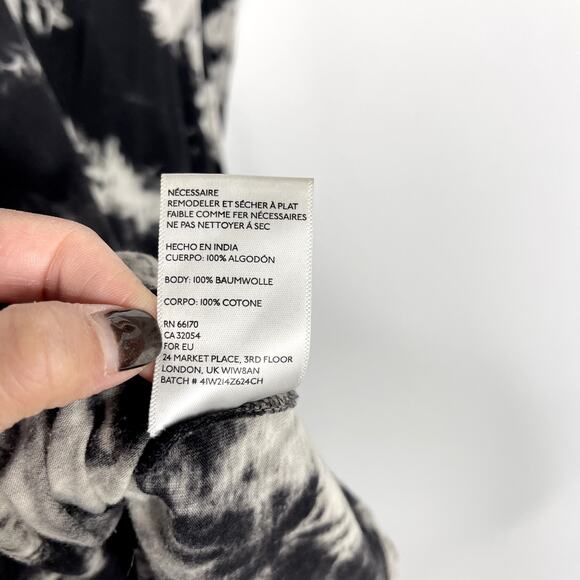 NÉCESSAIRE
REMODELER ET SÉCHER À PLAT
FAIBLE COMME FER NÉCESSAIRES
NE PAS NETTOYER Á SEC
HECHO EN INDIA
CUERPO: 100% ALGODÓN
BODY: 100% BAUMWOLLE
CORPO: 100% COTONE
RN 66170
CA 32054
FOR EU
24 MARKET PLACE, 3RD FLOOR
LONDON, UK W1W8AN
BATCH # 41W214Z624CH